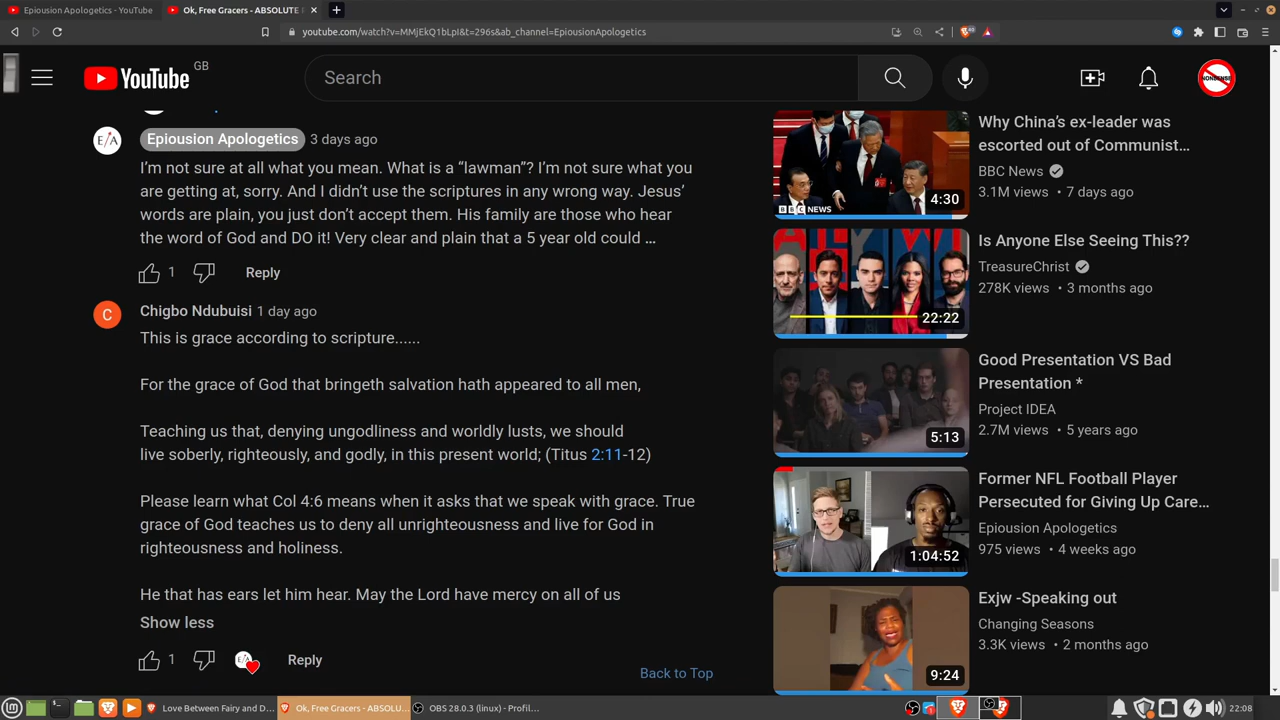 Epiousion Apologetics - YouTube
Ok, Free Gracers - ABSOLUTE
youtube.com/watch?v=MMjEkQ1bLpI&t=296s&ab_channel=EpiousionApologetics
YouTube GB
Search
NONSENSE
E/A
Epiousion Apologetics 3 days ago
I’m not sure at all what you mean. What is a “lawman”? I’m not sure what you
are getting at, sorry. And I didn’t use the scriptures in any wrong way. Jesus’
words are plain, you just don’t accept them. His family are those who hear
the word of God and DO it! Very clear and plain that a 5 year old could ...
1 Reply
C
Chigbo Ndubuisi 1 day ago
This is grace according to scripture......
For the grace of God that bringeth salvation hath appeared to all men,
Teaching us that, denying ungodliness and worldly lusts, we should
live soberly, righteously, and godly, in this present world; (Titus 2:11-12)
Please learn what Col 4:6 means when it asks that we speak with grace. True
grace of God teaches us to deny all unrighteousness and live for God in
righteousness and holiness.
He that has ears let him hear. May the Lord have mercy on all of us
Show less
1 E/A Reply
Back to Top
BBC NEWS
4:30
Why China’s ex-leader was
escorted out of Communist...
BBC News
3.1M views • 7 days ago
22:22
Is Anyone Else Seeing This??
TreasureChrist
278K views • 3 months ago
5:13
Good Presentation VS Bad
Presentation *
Project IDEA
2.7M views • 5 years ago
1:04:52
Former NFL Football Player
Persecuted for Giving Up Care...
Epiousion Apologetics
975 views • 4 weeks ago
9:24
Exjw -Speaking out
Changing Seasons
3.3K views • 2 months ago
Love Between Fairy and D...
Ok, Free Gracers - ABSOLU...
OBS 28.0.3 (linux) - Profil...
22:08